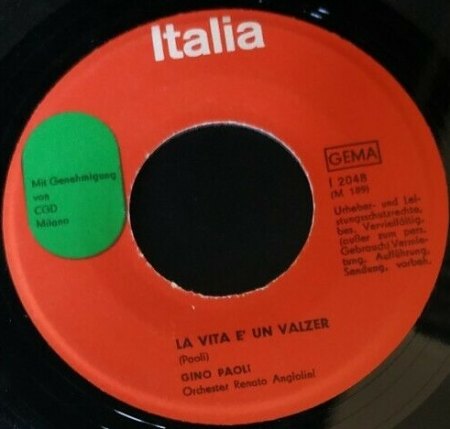 Italia
Mit Genehmigung
von
CGD
Milano
GEMA
I 2048
(M 189)
Urheber- und Lei-
stungsschutzrechte,
bes. Vervielfältig.
(außer zum pers.
Gebrauch) Vermie-
tung, Aufführung,
Sendung, vorbeh.
LA VITA E' UN VALZER
(Paoli)
GINO PAOLI
Orchester Renato Angiolini